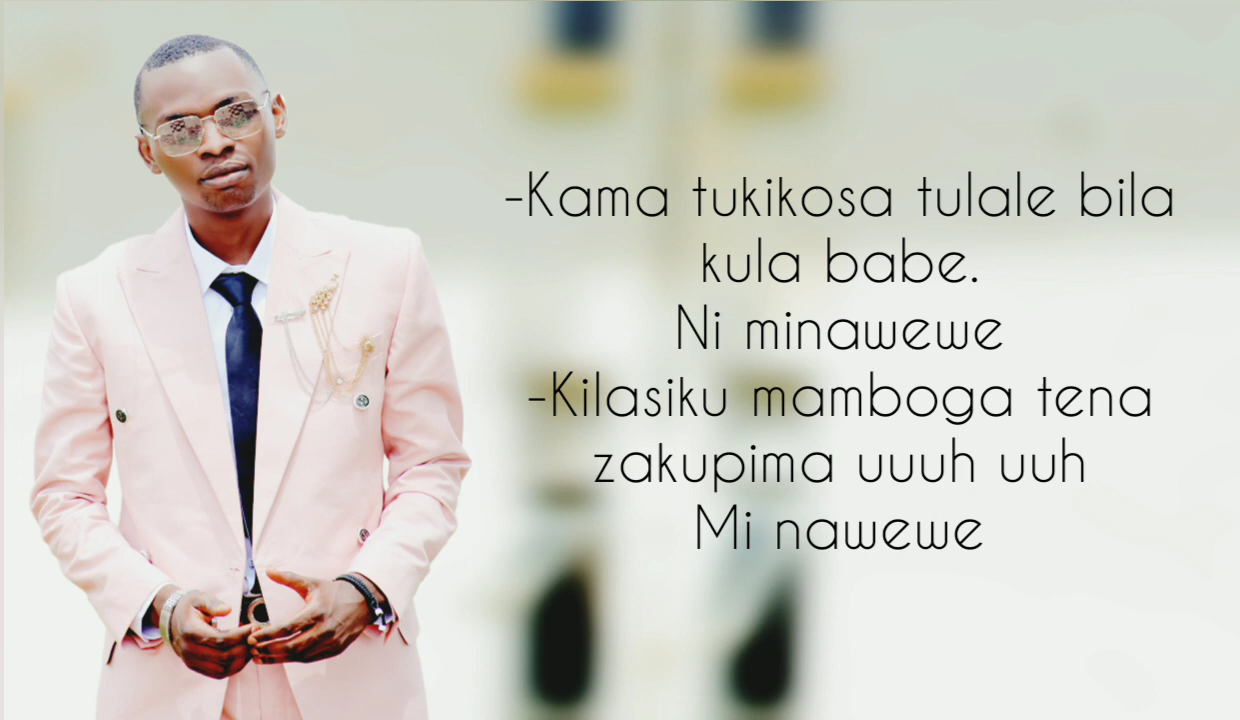 -Kama tukikosa tulale bila
kula babe.
Ni minawewe
-Kilasiku mamboga tena
zakupima uuuh uuh
Mi nawewe